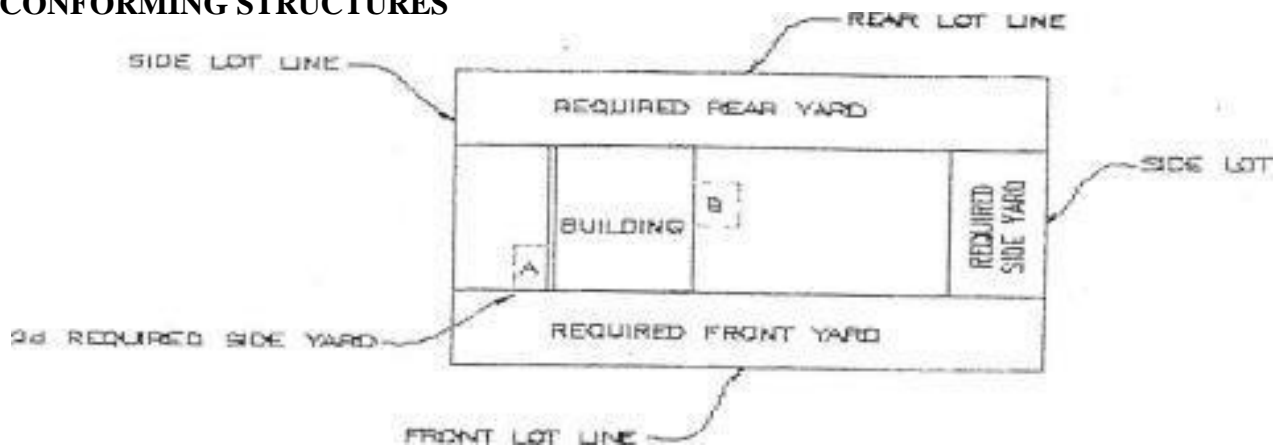 CONFORMING STRUCTURES
REAR LOT LINE
SIDE LOT LINE
REQUIRED REAR YARD
SIDE LOT
B
REQUIRED
SIDE YARD
BUILDING
A
REQUIRED SIDE YARD
REQUIRED FRONT YARD
FRONT LOT LINE